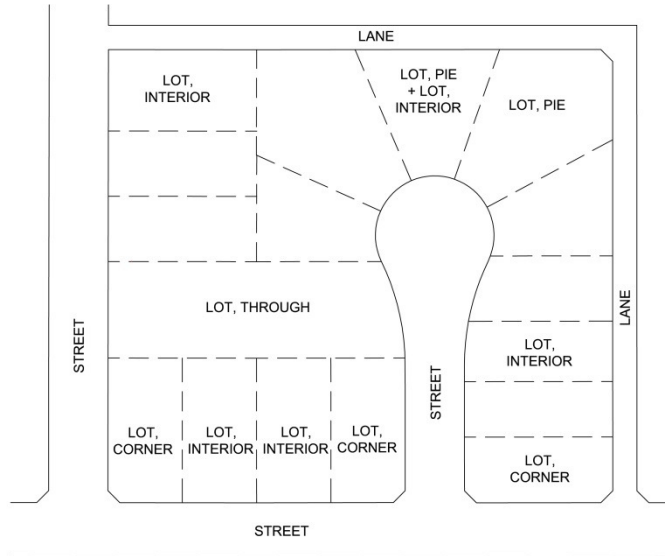 LANE
LOT,
INTERIOR
LOT, PIE
+ LOT,
INTERIOR
LOT, PIE
LOT, THROUGH
LANE
STREET
LOT,
INTERIOR
STREET
LOT,
CORNER
LOT,
INTERIOR
LOT,
INTERIOR
LOT,
CORNER
LOT,
CORNER
STREET